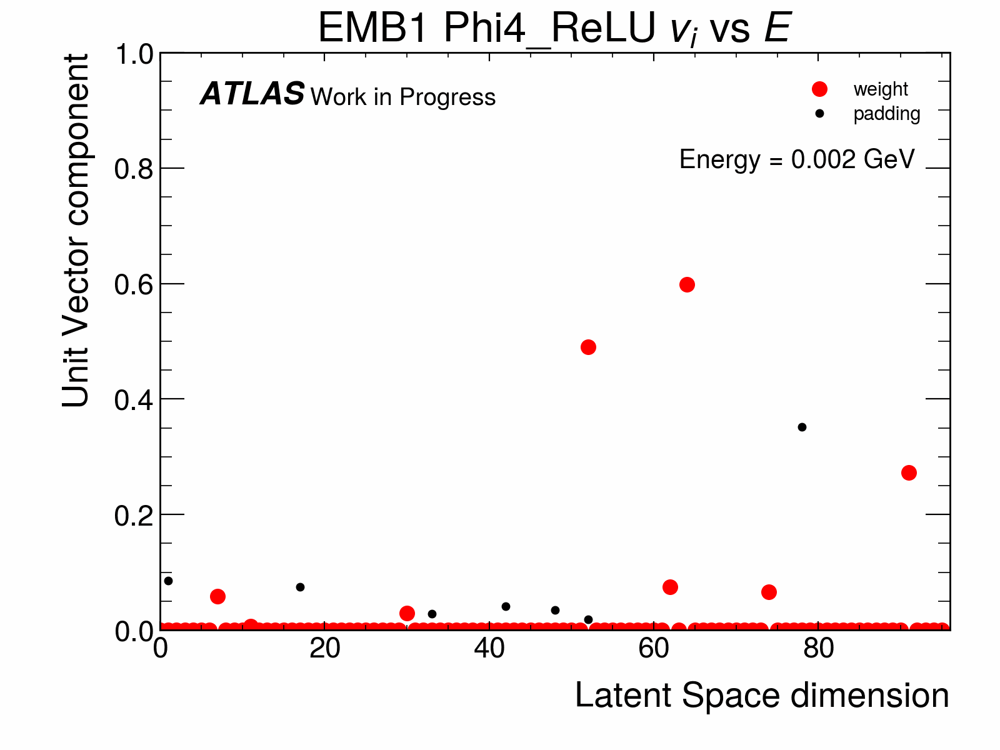 EMB1 Phi4_ReLU v_i vs E
ATLAS Work in Progress
weight
padding
Energy = 0.002 GeV
Unit Vector component
1.0
0.8
0.6
0.4
0.2
0.0
0 20 40 60 80
Latent Space dimension